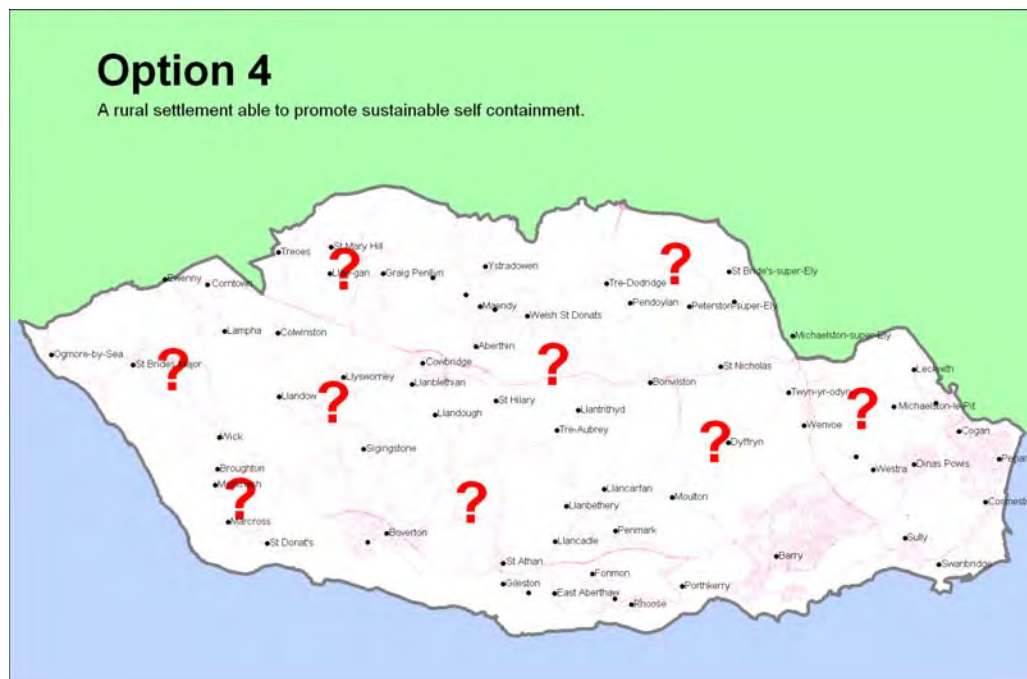 Option 4
A rural settlement able to promote sustainable self containment.
St Mary Hill
Treoes
?
?
Ystradowen
St Bride's-super-Ely
Graig Penllyn
Ewenny
Corntown
Tre-Dodridge
Pendoylan
Peterston-super-Ely
Maendy
Welsh St Donats
Lampha
Colwinston
Michaelston-super-Ely
Aberthin
Ogmore-by-Sea
St Brides Major
?
?
Cowbridge
St Nicholas
Leckwith
Llysworney
Llanblethian
Bonvilston
Twyn-yr-odyn
?
?
Llandow
St Hilary
Michaelston-le-Pit
Llandough
Llantrithyd
Wenvoe
Tre-Aubrey
Cogan
Wick
?
Dyffryn
Sigingstone
Broughton
Westra
Dinas Powis
?
?
Llancarfan
Moulton
Llanbethery
Marcross
Boverton
Penmark
St Donat's
Llancadle
Sully
Barry
St Athan
Swanbridge
Fonmon
Gileston
East Aberthaw
Porthkerry
Rhoose